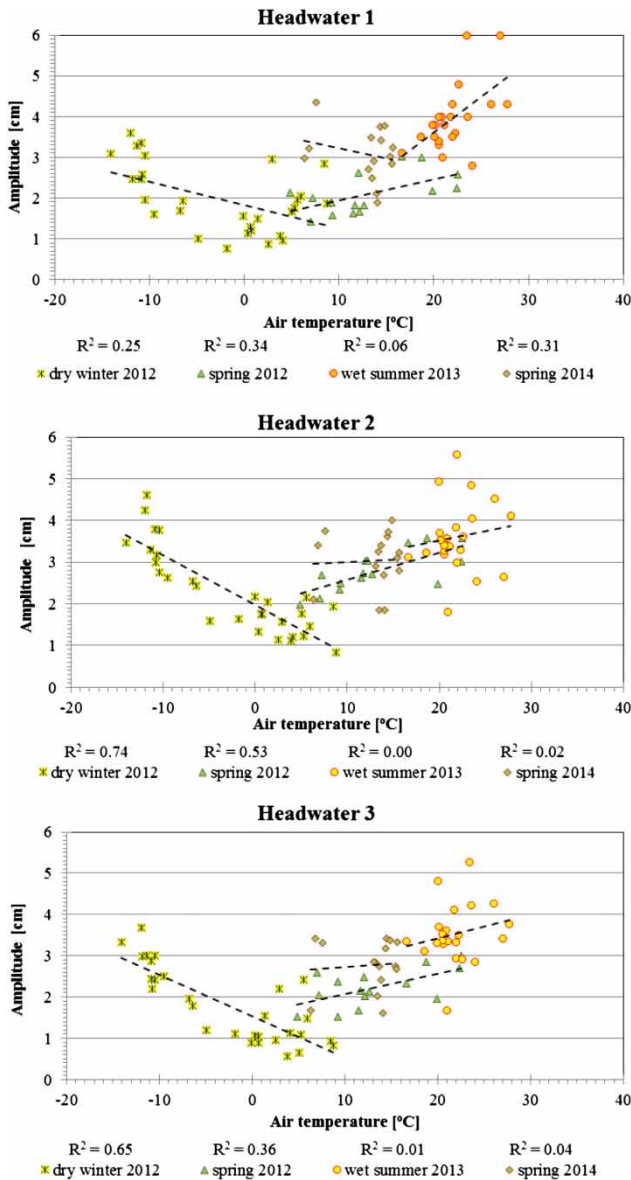 Headwater 1
6
5
4
3
2
1
0
Amplitude [cm]
-20 -10 0 10 20 30 40
Air temperature [ºC]
R² = 0.25 R² = 0.34 R² = 0.06 R² = 0.31
dry winter 2012 spring 2012 wet summer 2013 spring 2014
Headwater 2
6
5
4
3
2
1
0
Amplitude [cm]
-20 -10 0 10 20 30 40
Air temperature [ºC]
R² = 0.74 R² = 0.53 R² = 0.00 R² = 0.02
dry winter 2012 spring 2012 wet summer 2013 spring 2014
Headwater 3
6
5
4
3
2
1
0
Amplitude [cm]
-20 -10 0 10 20 30 40
Air temperature [ºC]
R² = 0.65 R² = 0.36 R² = 0.01 R² = 0.04
dry winter 2012 spring 2012 wet summer 2013 spring 2014